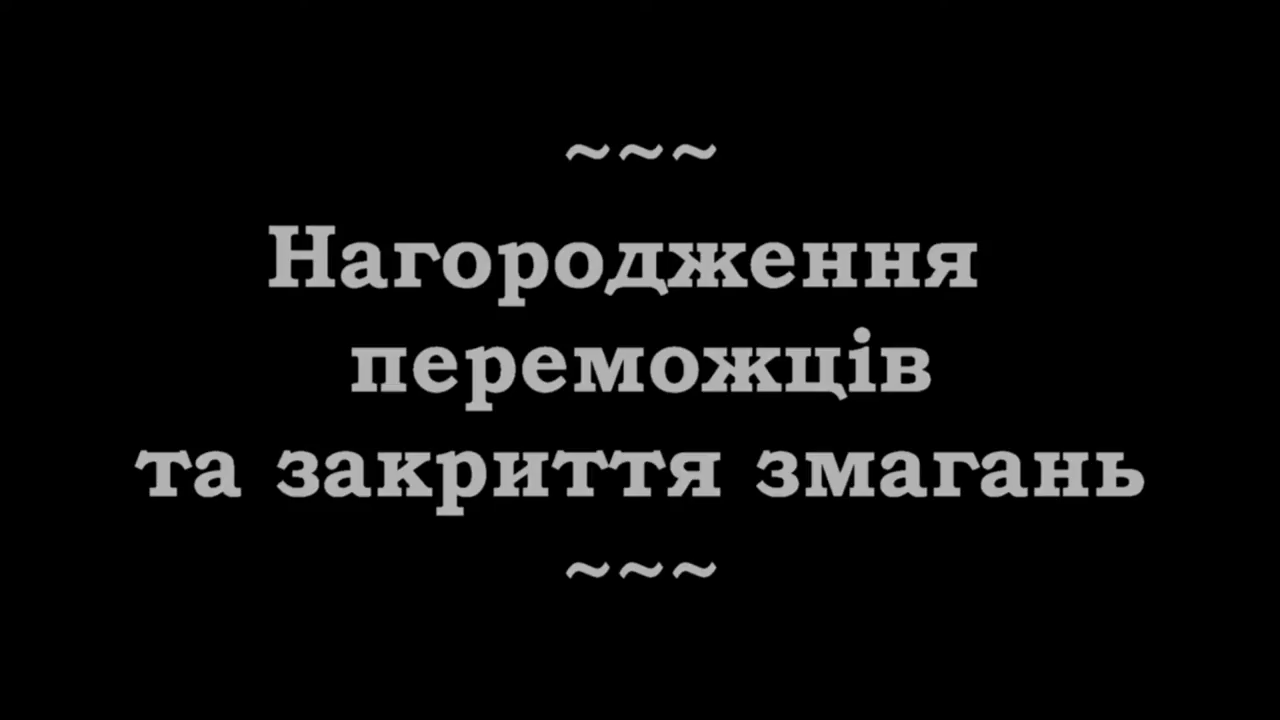 ~~~
Нагородження
переможців
та закриття змагань
~~~